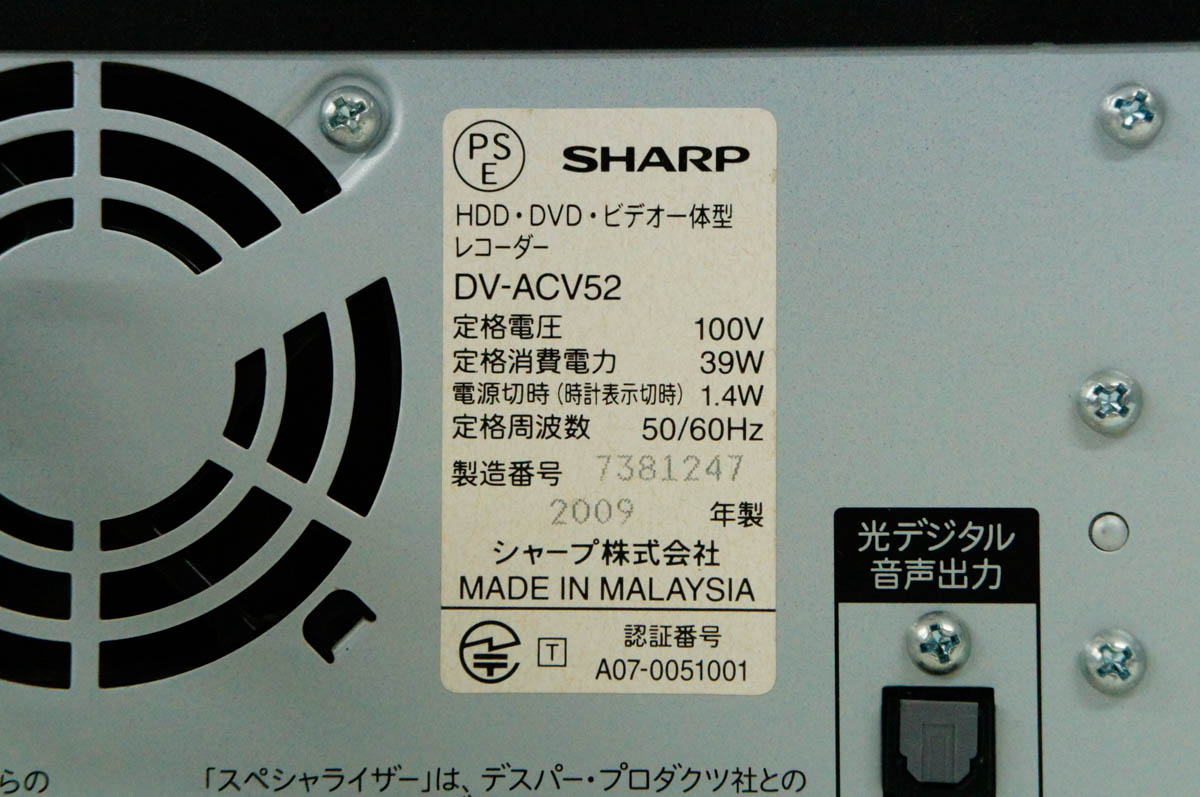 PSE
SHARP
HDD・DVD・ビデオ一体型
レコーダー
DV-ACV52
定格電圧 100V
定格消費電力 39W
電源切時(時計表示切時) 1.4W
定格周波数 50/60Hz
製造番号 7381247
2009 年製
シャープ株式会社
MADE IN MALAYSIA
T
認証番号
A07-0051001
光デジタル
音声出力
らの
「スペシャライザー」は、デスパー・プロダクツ社との